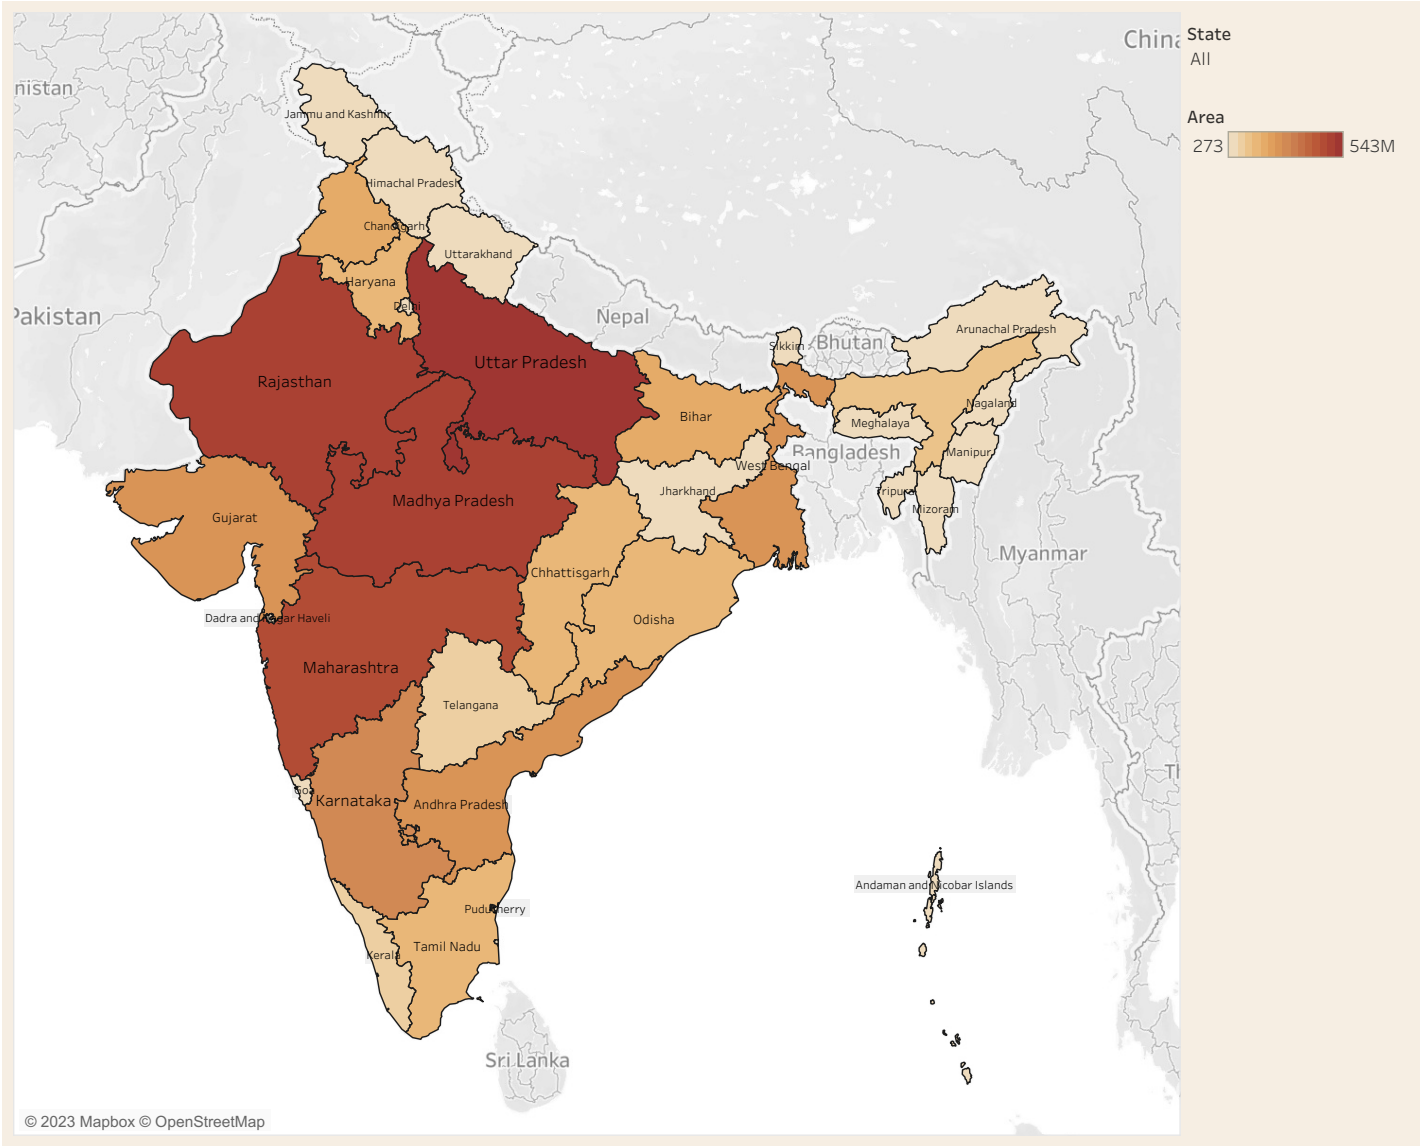 China
State
All
nistan
Jammu and Kashmir
Area
273
543M
Himachal Pradesh
Uttarakhand
Haryana
Delhi
Pakistan
Nepal
Arunachal Pradesh
Sikkim
Bhutan
Uttar Pradesh
Rajasthan
Nagaland
Bihar
Meghalaya
Bangladesh
Manipur
West Bengal
Jharkhand
Tripura
Madhya Pradesh
Mizoram
Gujarat
Myanmar
Chhattisgarh
Dadra and Nagar Haveli
Odisha
Maharashtra
Telangana
Th
Goa
Karnataka
Andhra Pradesh
Andaman and Nicobar Islands
Puducherry
Tamil Nadu
Kerala
Sri Lanka
© 2023 Mapbox © OpenStreetMap